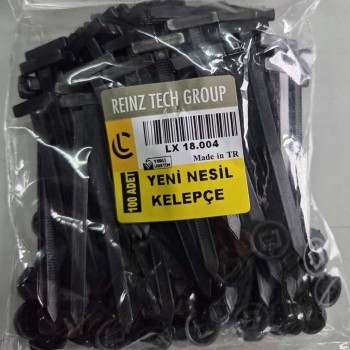 REINZ TECH GROUP
LX 18.004
Made in TR
100 ADET
YENİ NESİL
KELEPÇE